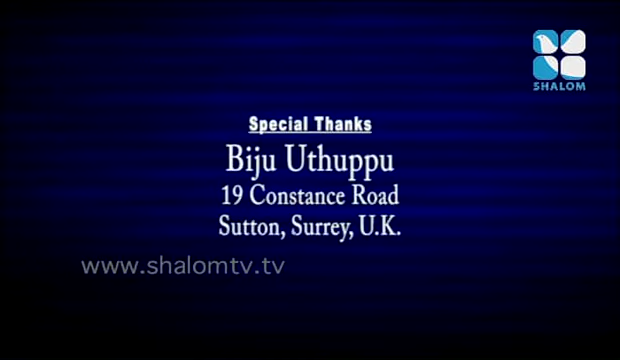 SHALOM
Special Thanks
Biju Uthuppu
19 Constance Road
Sutton, Surrey, U.K.
www.shalomtv.tv